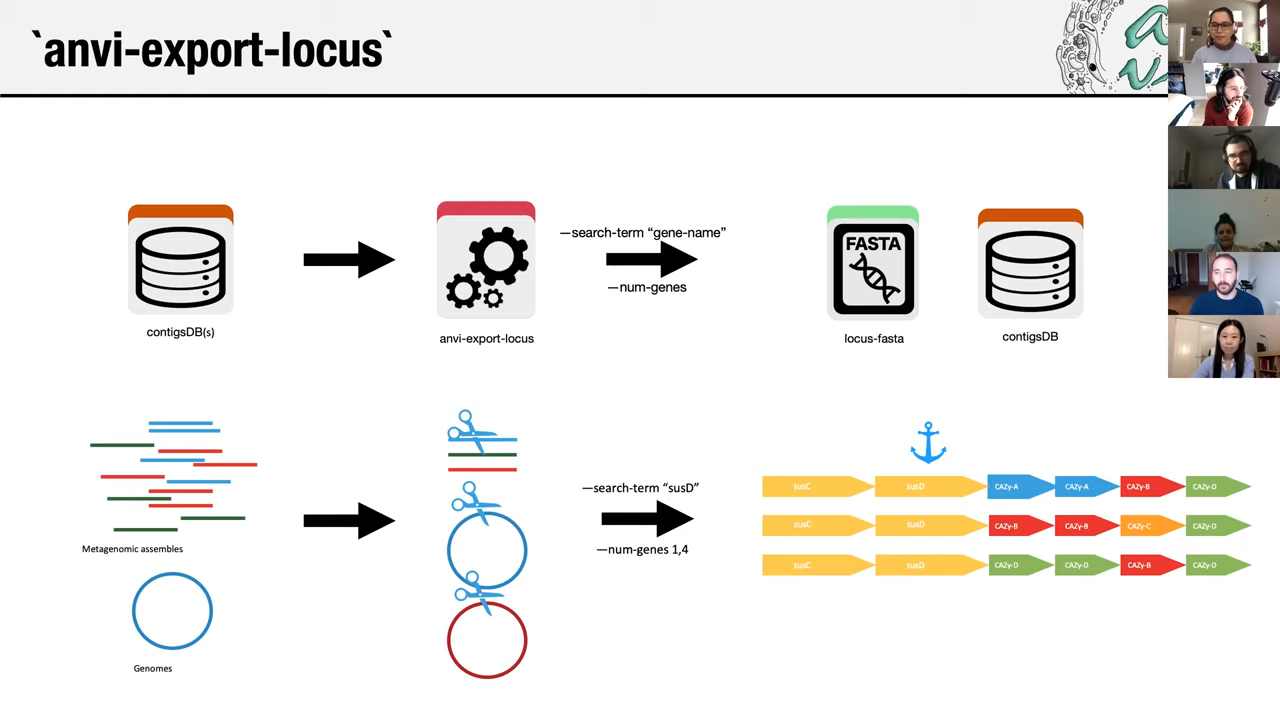 `anvi-export-locus`
—search-term “gene-name”
—num-genes
FASTA
contigsDB(s)
anvi-export-locus
locus-fasta
contigsDB
—search-term “susD”
—num-genes 1,4
susC susD CAZy-A CAZy-A CAZy-B CAZy-D
susC susD CAZy-B CAZy-B CAZy-C CAZy-D
susC susD CAZy-D CAZy-D CAZy-B CAZy-D
Metagenomic assembles
Genomes